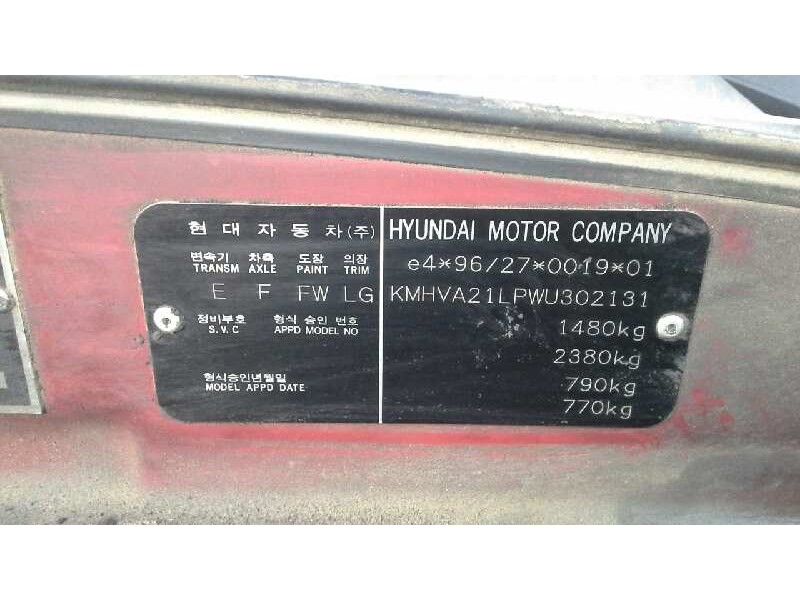 현 대 자 동 차 (주) HYUNDAI MOTOR COMPANY
변속기 차축 도장 의장 e4*96/27*0019*01
TRANSM AXLE PAINT TRIM
E F FW LG KMHVA21LPWU302131
정비부호 형식 승인 번호 1480kg
S.V.C APPD MODEL NO
2380kg
형식승인년월일 790kg
MODEL APPD DATE
770kg